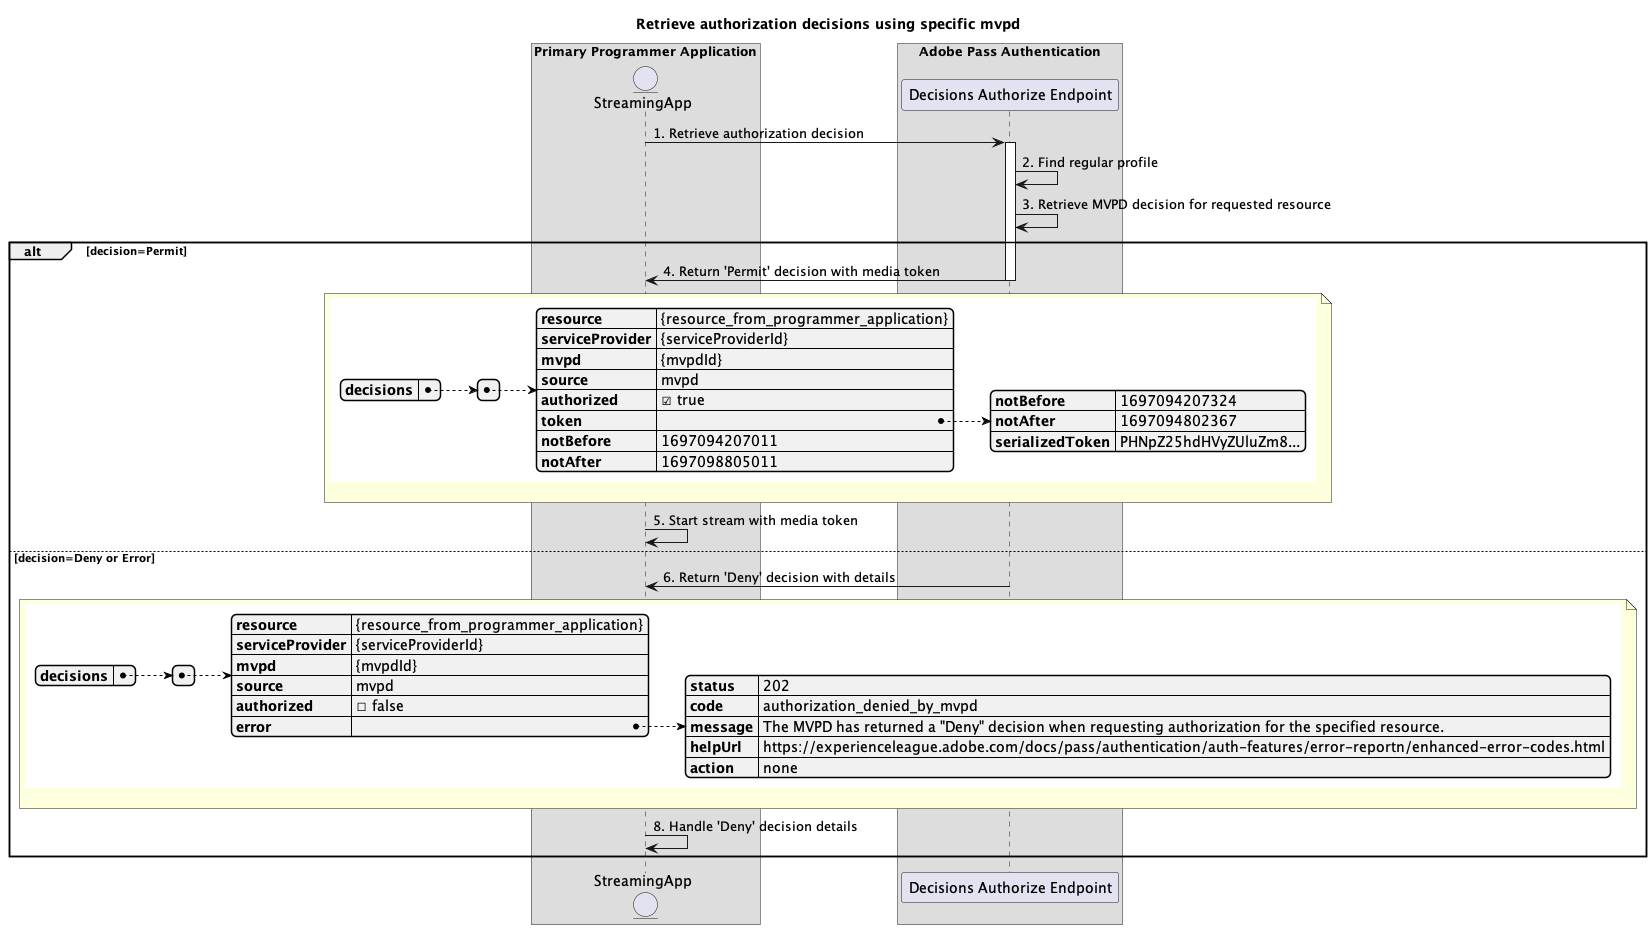 Retrieve authorization decisions using specific mvpd
Primary Programmer Application
Adobe Pass Authentication
StreamingApp
Decisions Authorize Endpoint
1. Retrieve authorization decision
2. Find regular profile
3. Retrieve MVPD decision for requested resource
alt [decision=Permit]
4. Return 'Permit' decision with media token
decisions
resource {resource_from_programmer_application}
serviceProvider {serviceProviderId}
mvpd {mvpdId}
source mvpd
authorized ☑ true
token
notBefore 1697094207011
notAfter 1697098805011
notBefore 1697094207324
notAfter 1697094802367
serializedToken PHNpZ25hdHVyZUluZm8...
5. Start stream with media token
[decision=Deny or Error]
6. Return 'Deny' decision with details
decisions
resource {resource_from_programmer_application}
serviceProvider {serviceProviderId}
mvpd {mvpdId}
source mvpd
authorized ☐ false
error
status 202
code authorization_denied_by_mvpd
message The MVPD has returned a "Deny" decision when requesting authorization for the specified resource.
helpUrl https://experienceleague.adobe.com/docs/pass/authentication/auth-features/error-reportn/enhanced-error-codes.html
action none
8. Handle 'Deny' decision details
StreamingApp
Decisions Authorize Endpoint